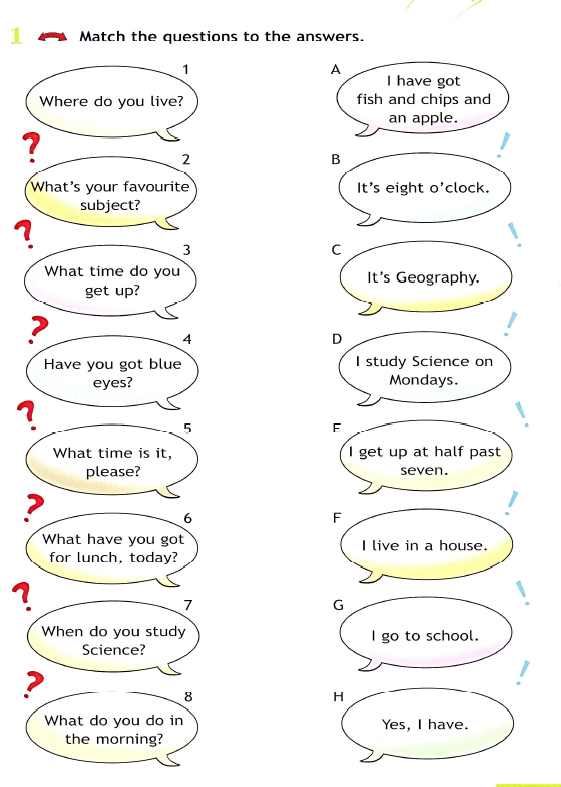 1 Match the questions to the answers.
1
Where do you live?
2
What's your favourite
subject?
3
What time do you
get up?
4
Have you got blue
eyes?
5
What time is it,
please?
6
What have you got
for lunch, today?
7
When do you study
Science?
8
What do you do in
the morning?
A
I have got
fish and chips and
an apple.
B
It's eight o'clock.
C
It's Geography.
D
I study Science on
Mondays.
E
I get up at half past
seven.
F
I live in a house.
G
I go to school.
H
Yes, I have.